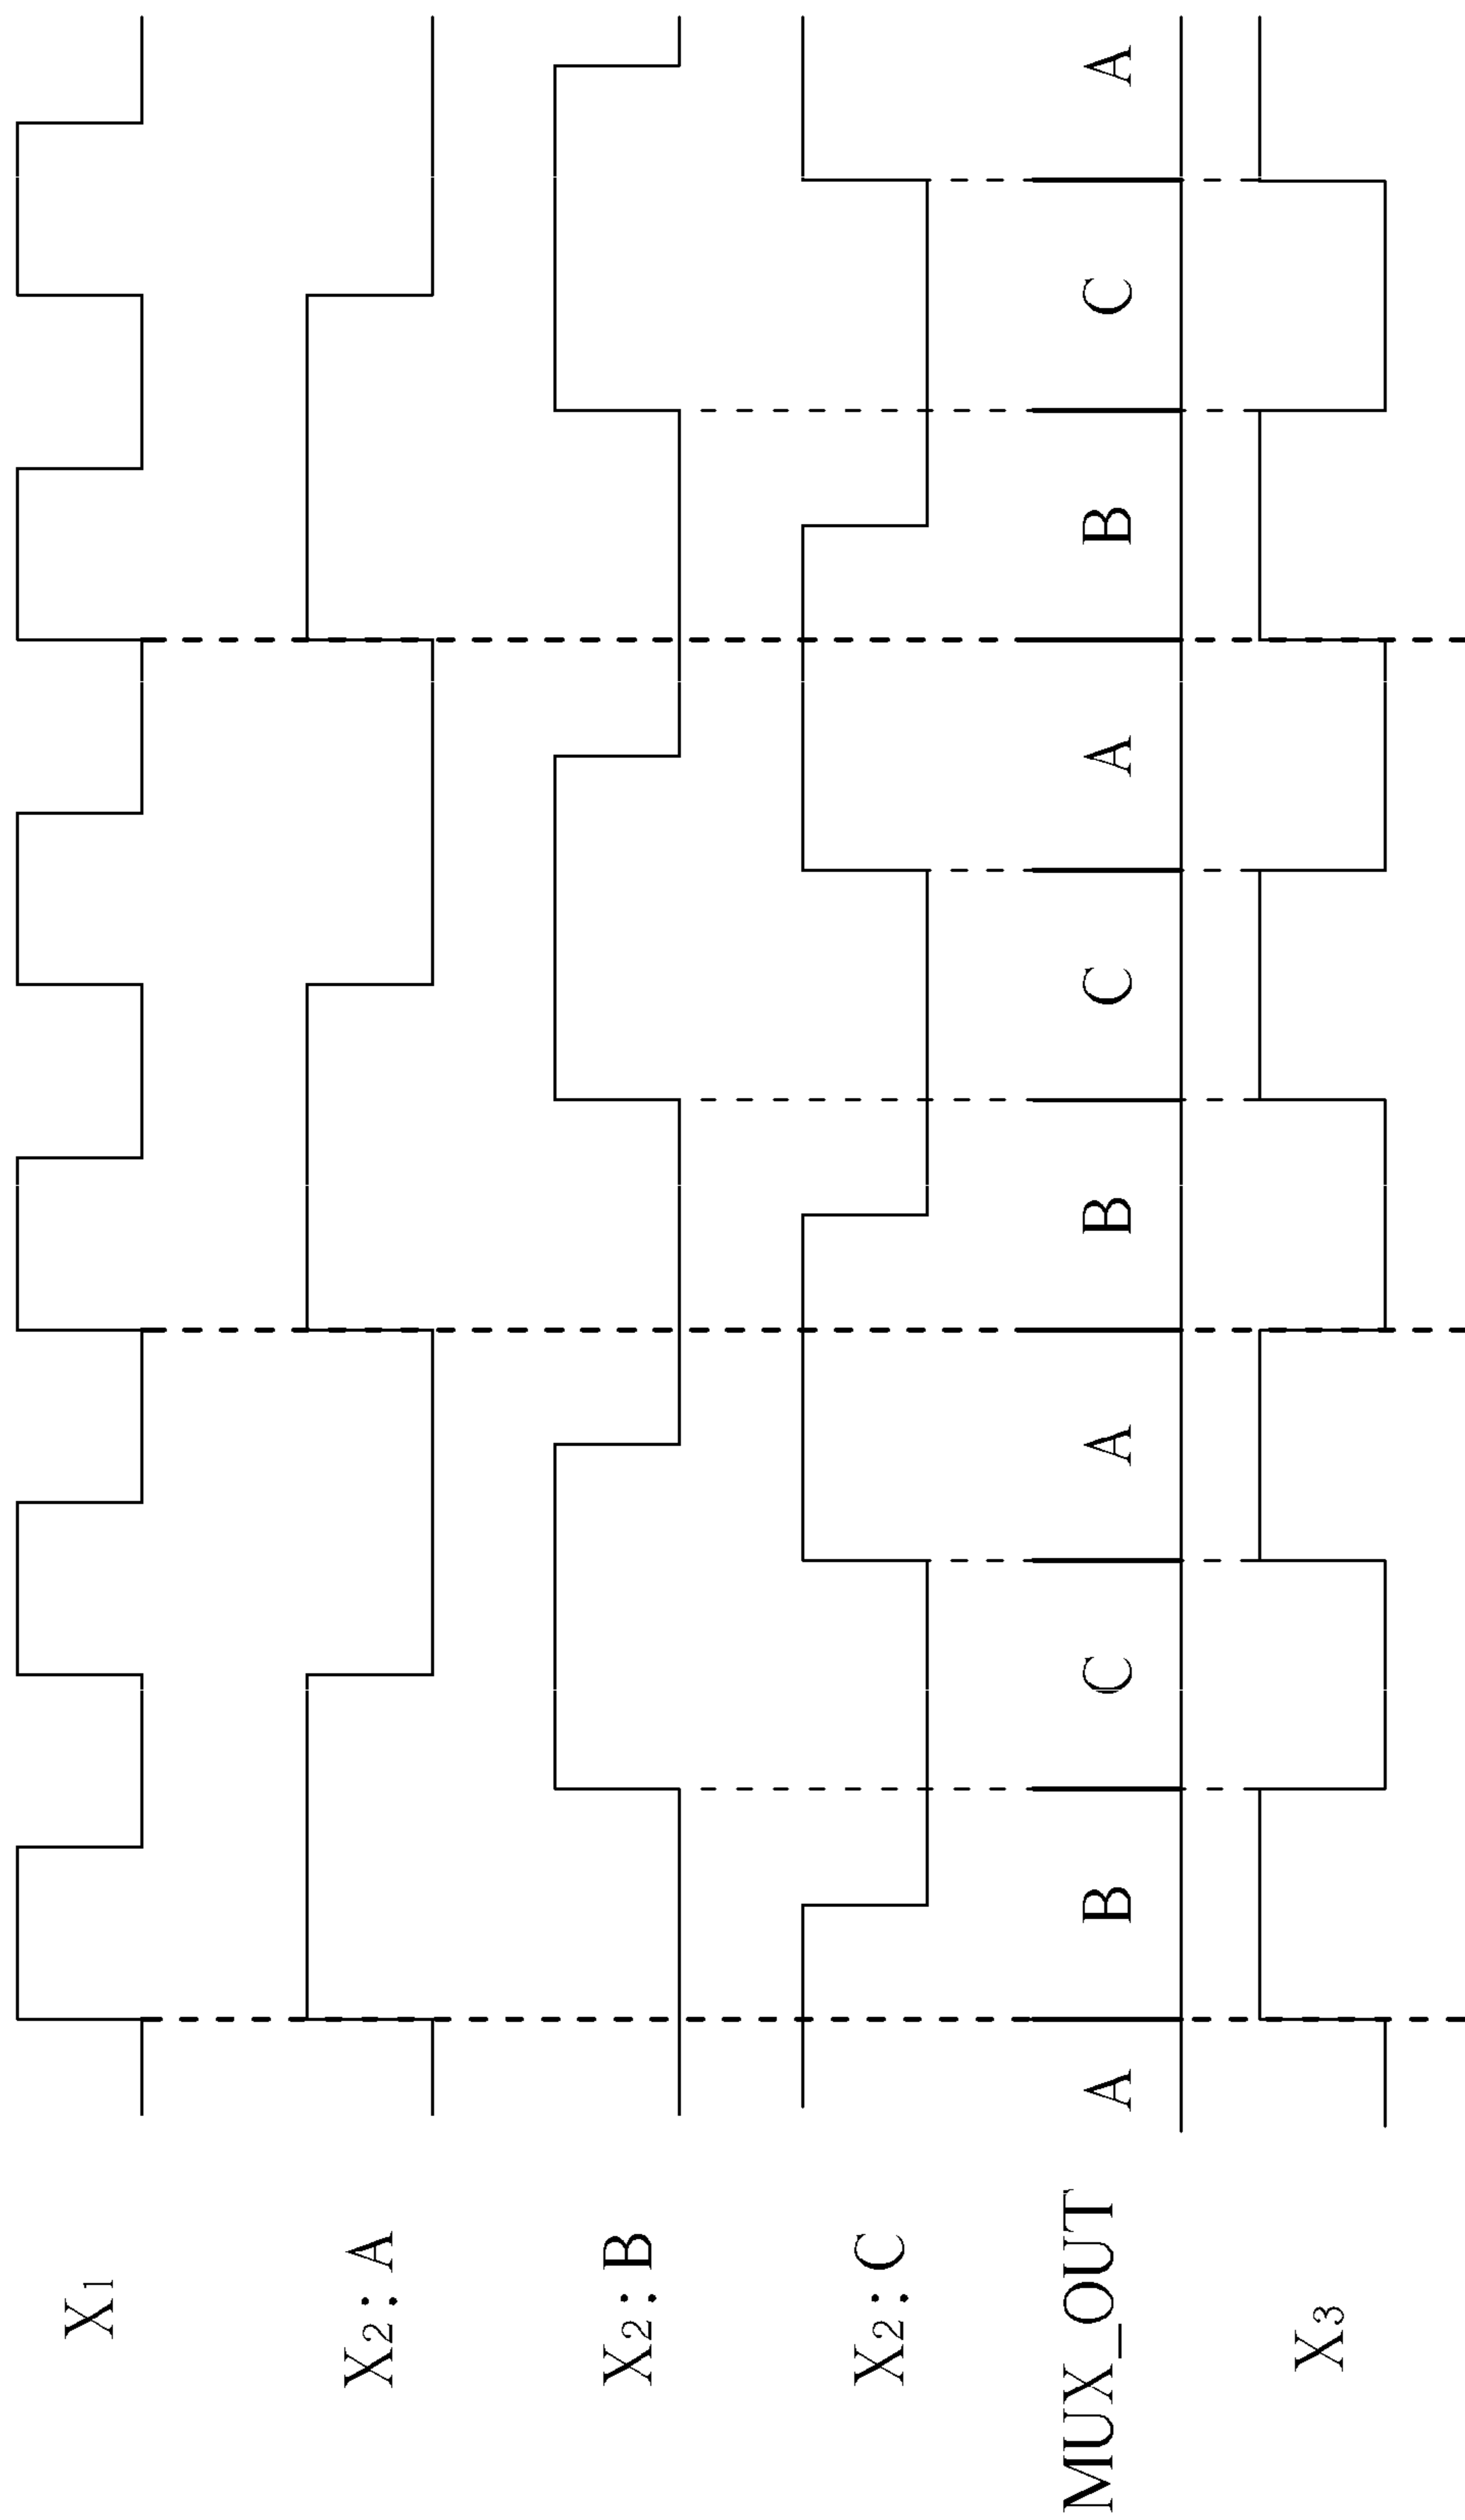 X1
X2: A
X2: B
X2: C
MUX_OUT A B C A B C A B C A
X3